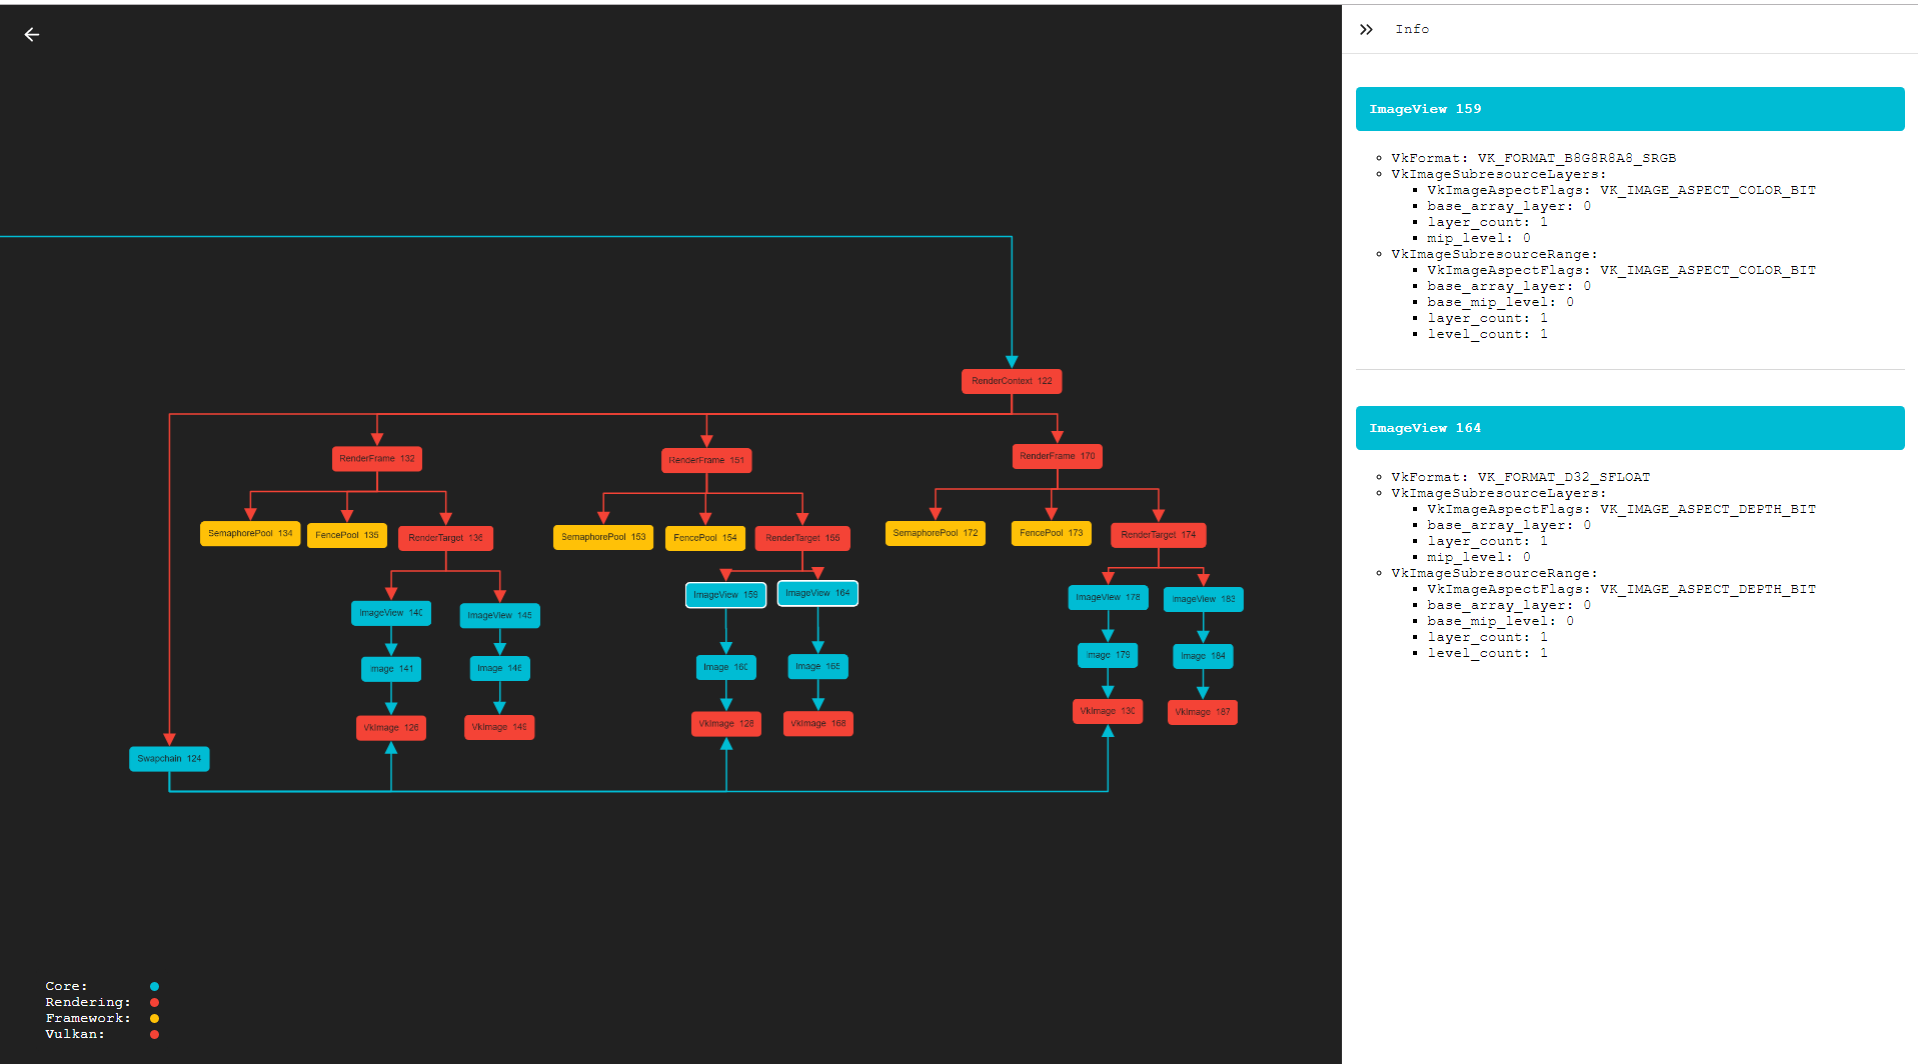 Info
ImageView 159
VkFormat: VK_FORMAT_B8G8R8A8_SRGB
VkImageSubresourceLayers:
VkImageAspectFlags: VK_IMAGE_ASPECT_COLOR_BIT
base_array_layer: 0
layer_count: 1
mip_level: 0
VkImageSubresourceRange:
VkImageAspectFlags: VK_IMAGE_ASPECT_COLOR_BIT
base_array_layer: 0
base_mip_level: 0
layer_count: 1
level_count: 1
ImageView 164
VkFormat: VK_FORMAT_D32_SFLOAT
VkImageSubresourceLayers:
VkImageAspectFlags: VK_IMAGE_ASPECT_DEPTH_BIT
base_array_layer: 0
layer_count: 1
mip_level: 0
VkImageSubresourceRange:
VkImageAspectFlags: VK_IMAGE_ASPECT_DEPTH_BIT
base_array_layer: 0
base_mip_level: 0
layer_count: 1
level_count: 1
RenderContext 122
RenderFrame 132
RenderFrame 151
RenderFrame 170
SemaphorePool 134
FencePool 135
RenderTarget 136
SemaphorePool 153
FencePool 154
RenderTarget 155
SemaphorePool 172
FencePool 173
RenderTarget 174
ImageView 140
ImageView 145
ImageView 159
ImageView 164
ImageView 178
ImageView 183
Image 141
Image 146
Image 160
Image 165
Image 179
Image 184
VkImage 126
VkImage 149
VkImage 128
VkImage 168
VkImage 130
VkImage 187
Swapchain 124
Core:
Rendering:
Framework:
Vulkan: